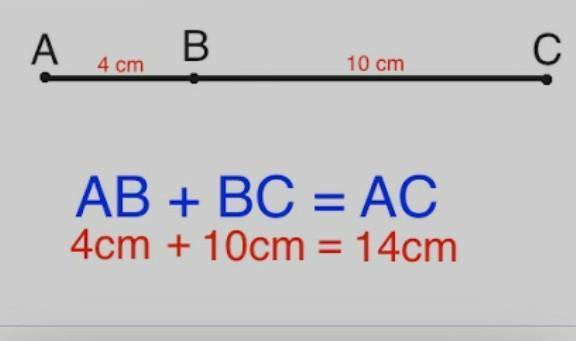 A B C
4 cm 10 cm
AB + BC = AC
4cm + 10cm = 14cm